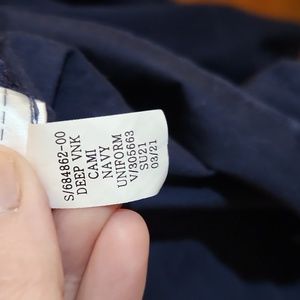 S/684862-00
DEEP VNK
CAMI
NAVY
UNIFORM
V/305663
SU21
03/21